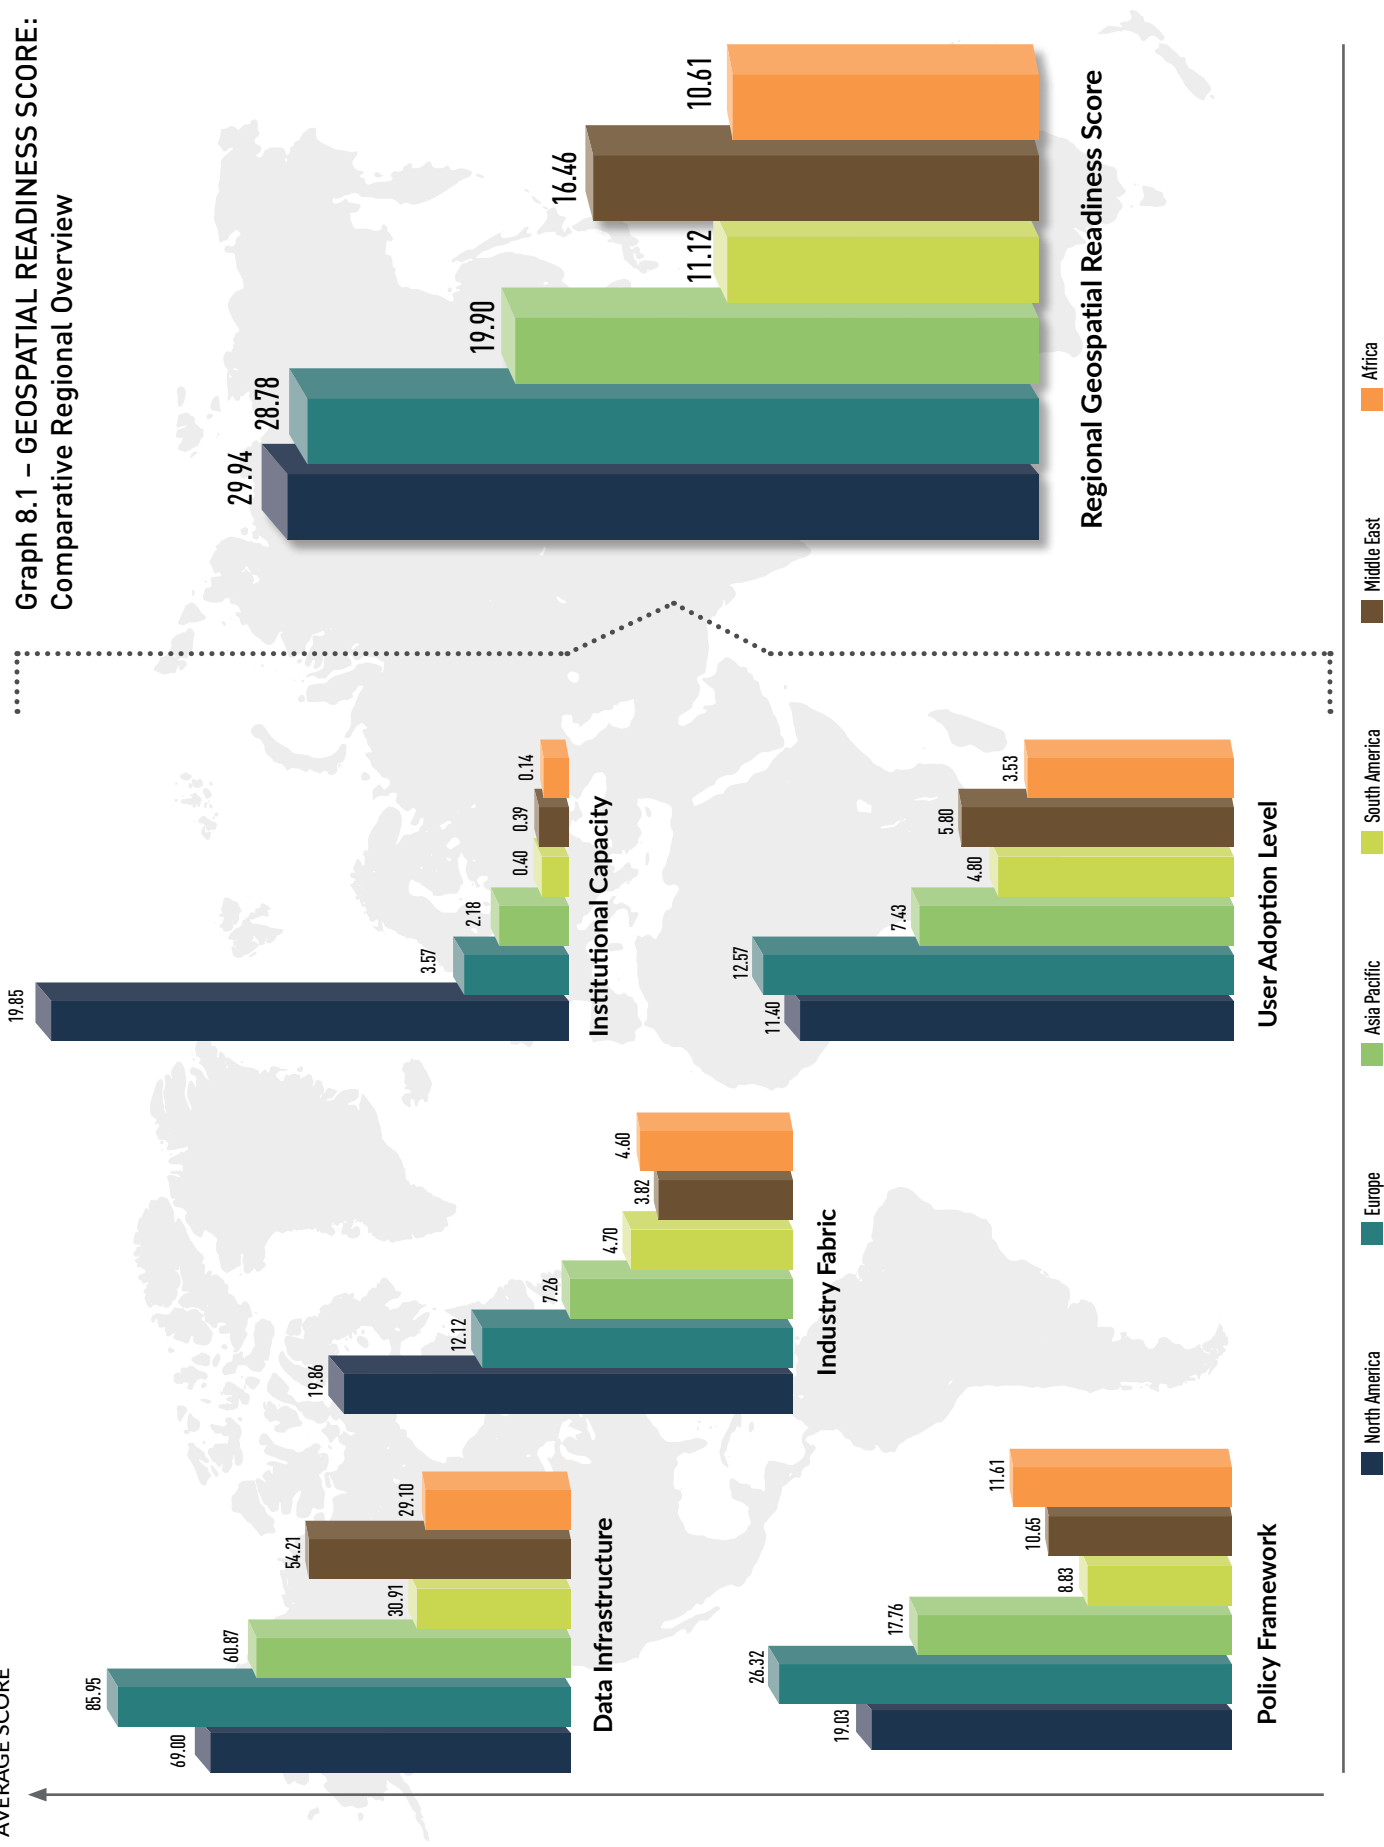 Graph 8.1 – GEOSPATIAL READINESS SCORE:
Comparative Regional Overview
AVERAGE SCORE
69.00
85.95
60.87
30.91
54.21
29.10
Data Infrastructure
19.03
26.32
17.76
8.83
10.65
11.61
Policy Framework
19.86
12.12
7.26
4.70
3.82
4.60
Industry Fabric
19.85
3.57
2.18
0.40
0.39
0.14
Institutional Capacity
11.40
12.57
7.43
4.80
5.80
3.53
User Adoption Level
29.94
28.78
19.90
11.12
16.46
10.61
Regional Geospatial Readiness Score
North America
Europe
Asia Pacific
South America
Middle East
Africa